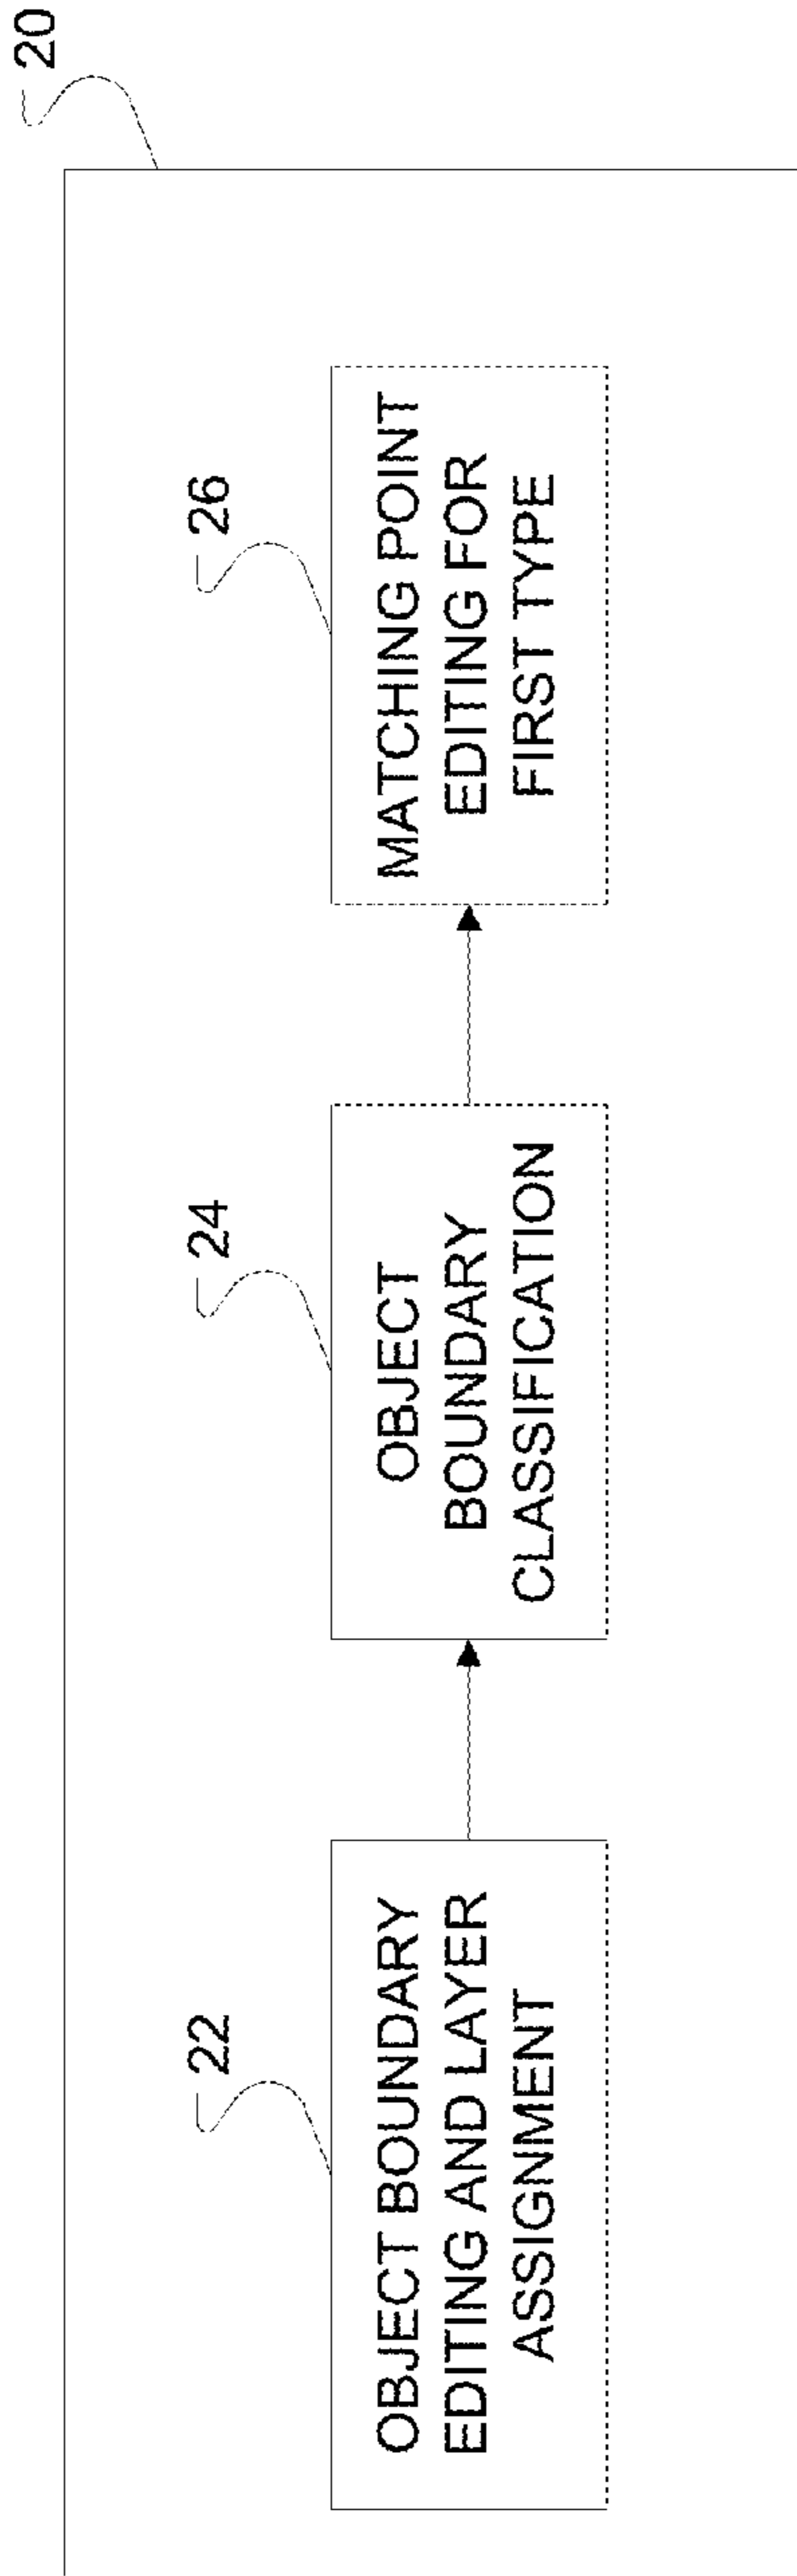 20
22
OBJECT BOUNDARY
EDITING AND LAYER
ASSIGNMENT
24
OBJECT
BOUNDARY
CLASSIFICATION
26
MATCHING POINT
EDITING FOR
FIRST TYPE